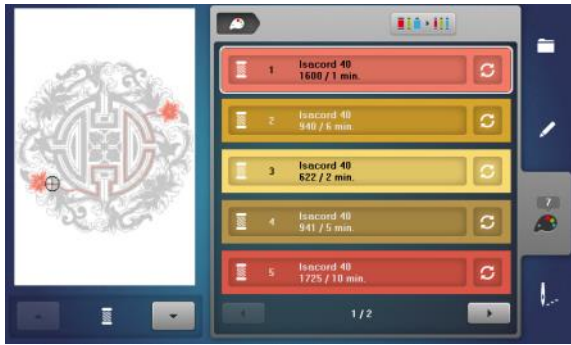 1
Isacord 40
1600 / 1 min.
2
Isacord 40
940 / 6 min.
3
Isacord 40
622 / 2 min.
4
Isacord 40
941 / 5 min.
5
Isacord 40
1725 / 10 min.
7
1 / 2